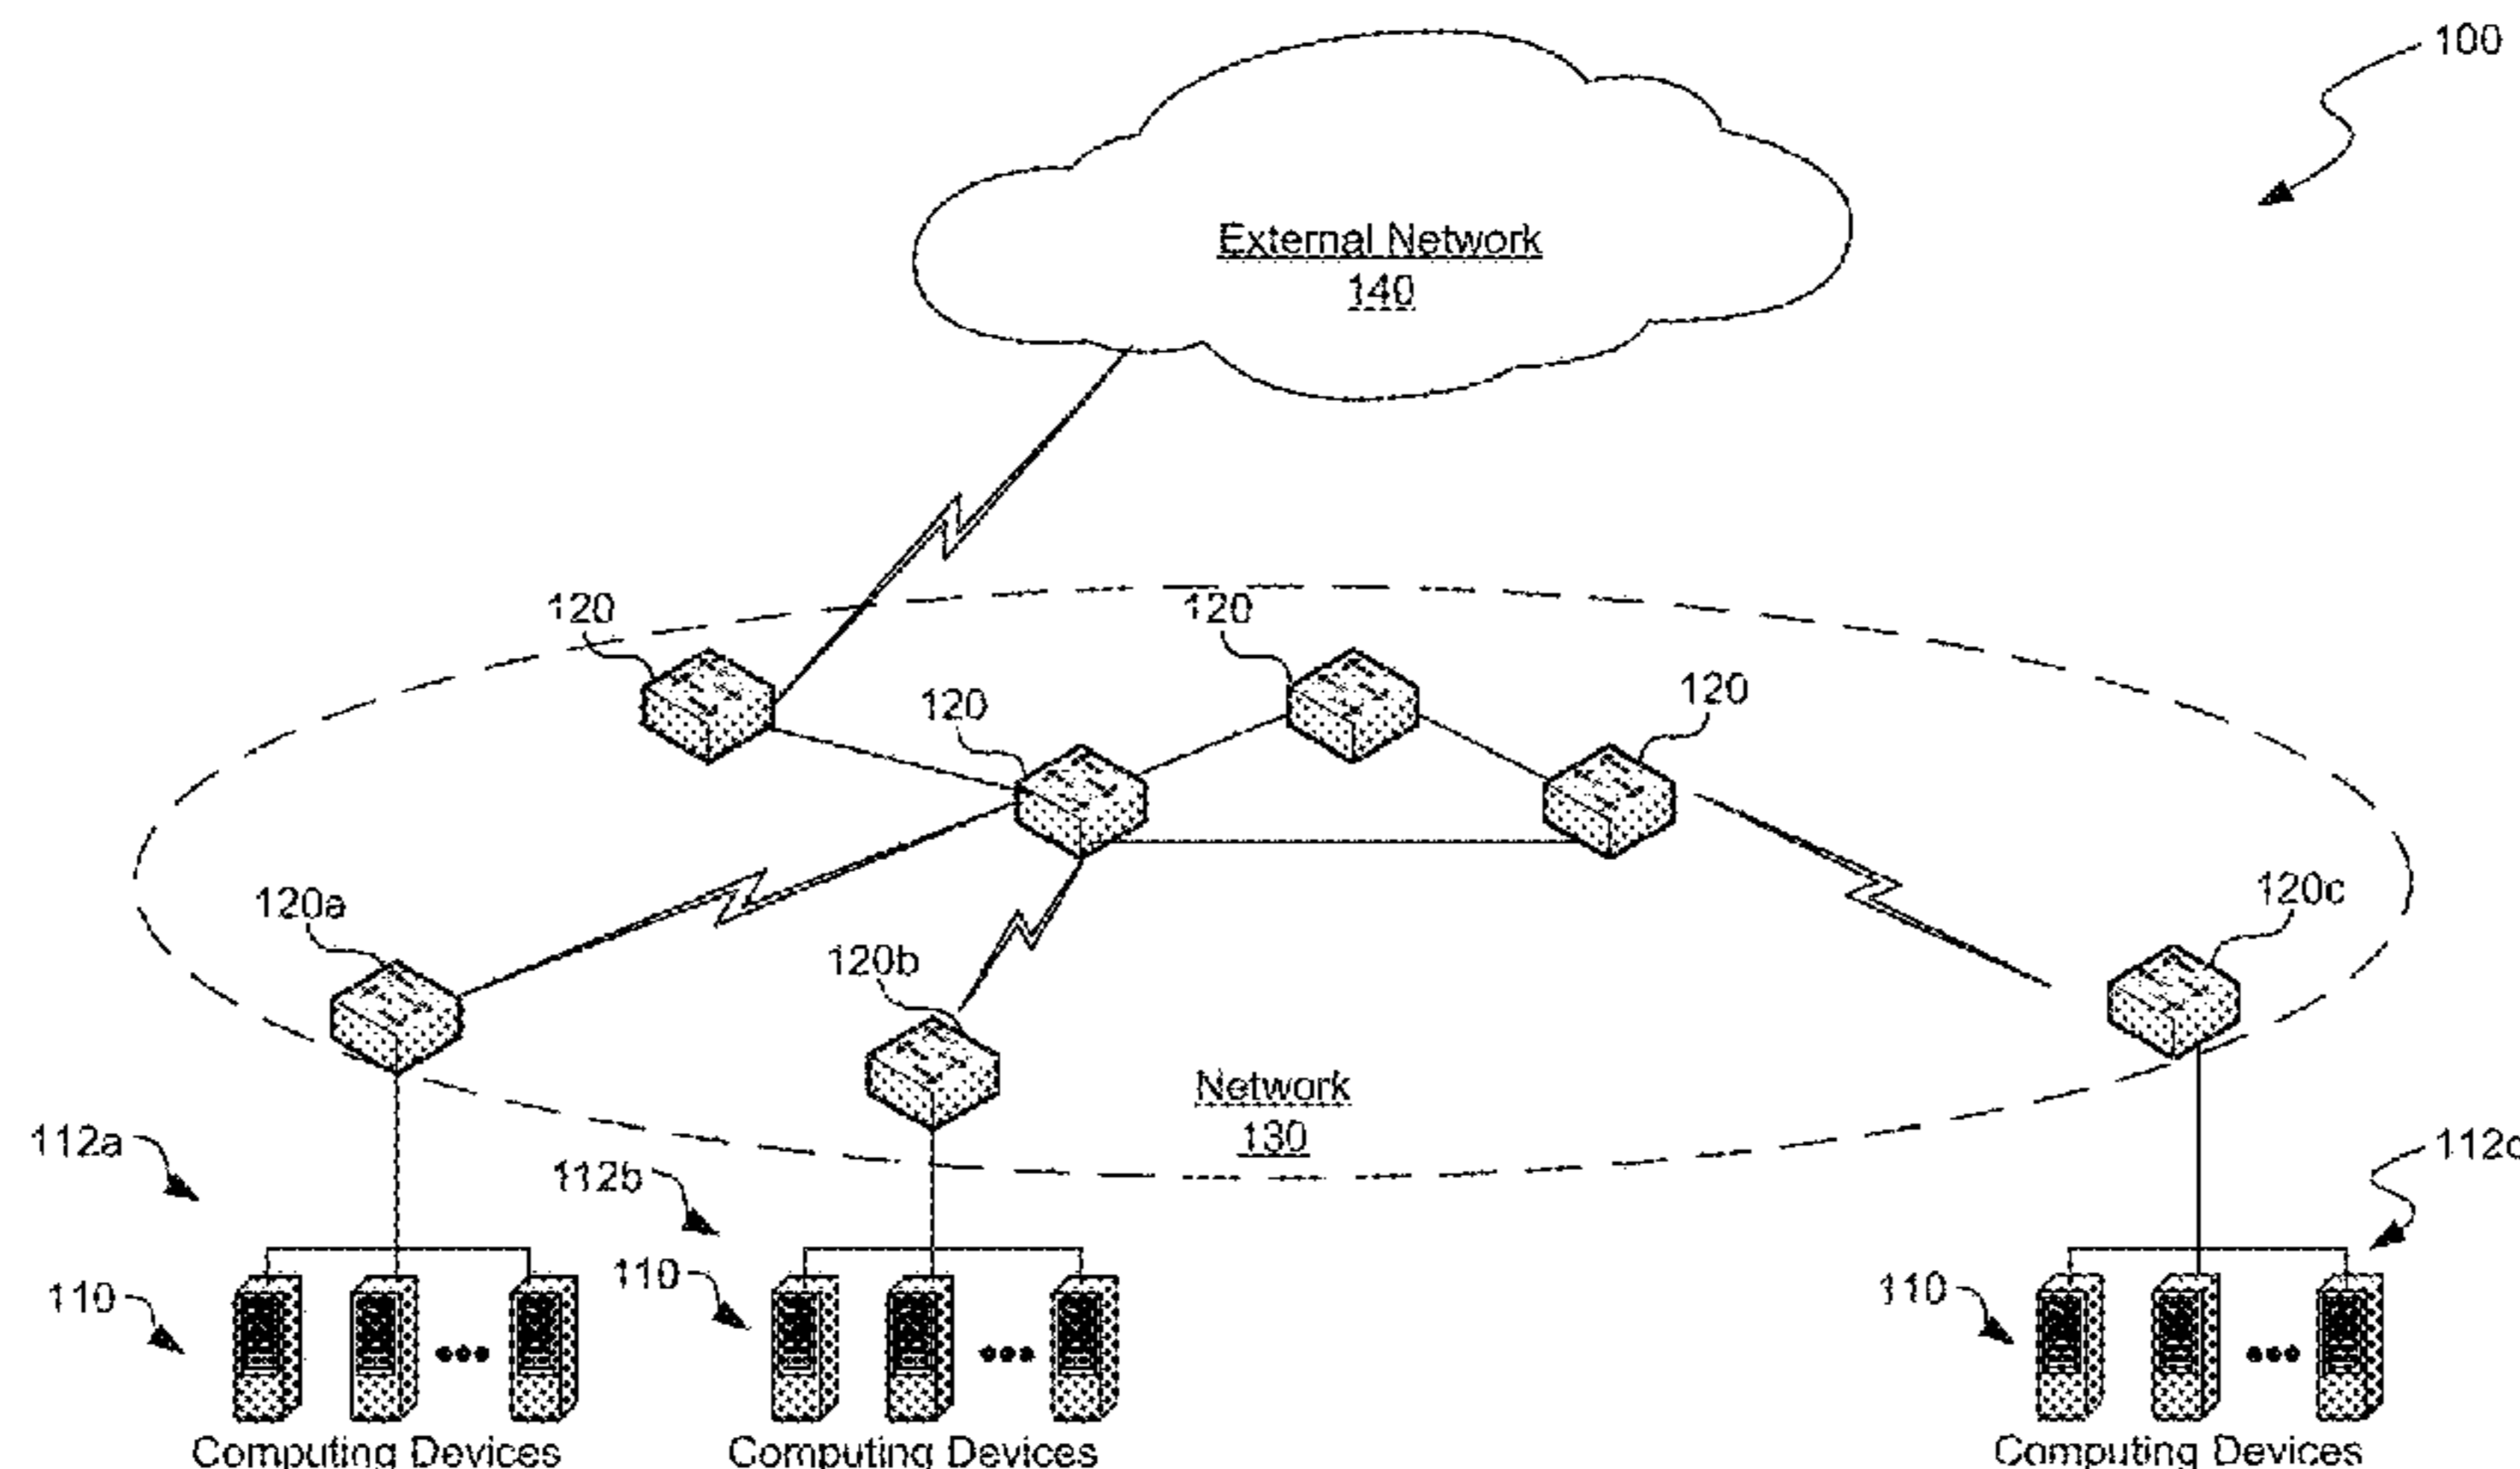 100
External Network
140
120
120
120
120
120a
120b
120c
Network
130
112a
112b
112c
110
110
110
Computing Devices
Computing Devices
Computing Devices